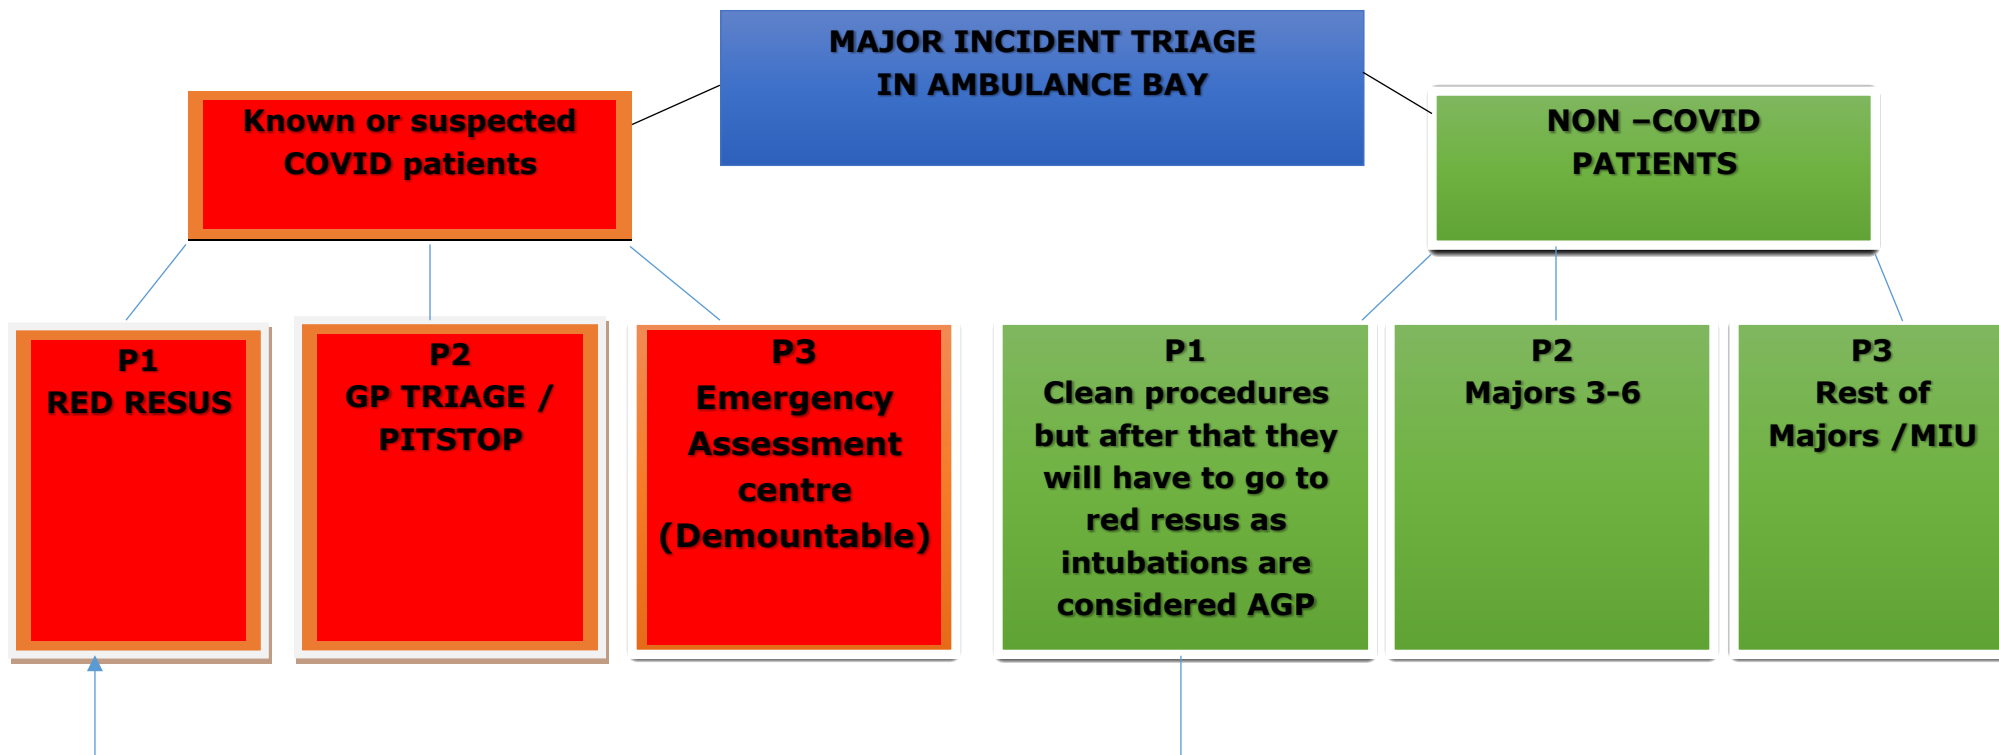 MAJOR INCIDENT TRIAGE
IN AMBULANCE BAY
Known or suspected
COVID patients
NON –COVID
PATIENTS
P1
RED RESUS
P2
GP TRIAGE /
PITSTOP
P3
Emergency
Assessment
centre
(Demountable)
P1
Clean procedures
but after that they
will have to go to
red resus as
intubations are
considered AGP
P2
Majors 3-6
P3
Rest of
Majors /MIU